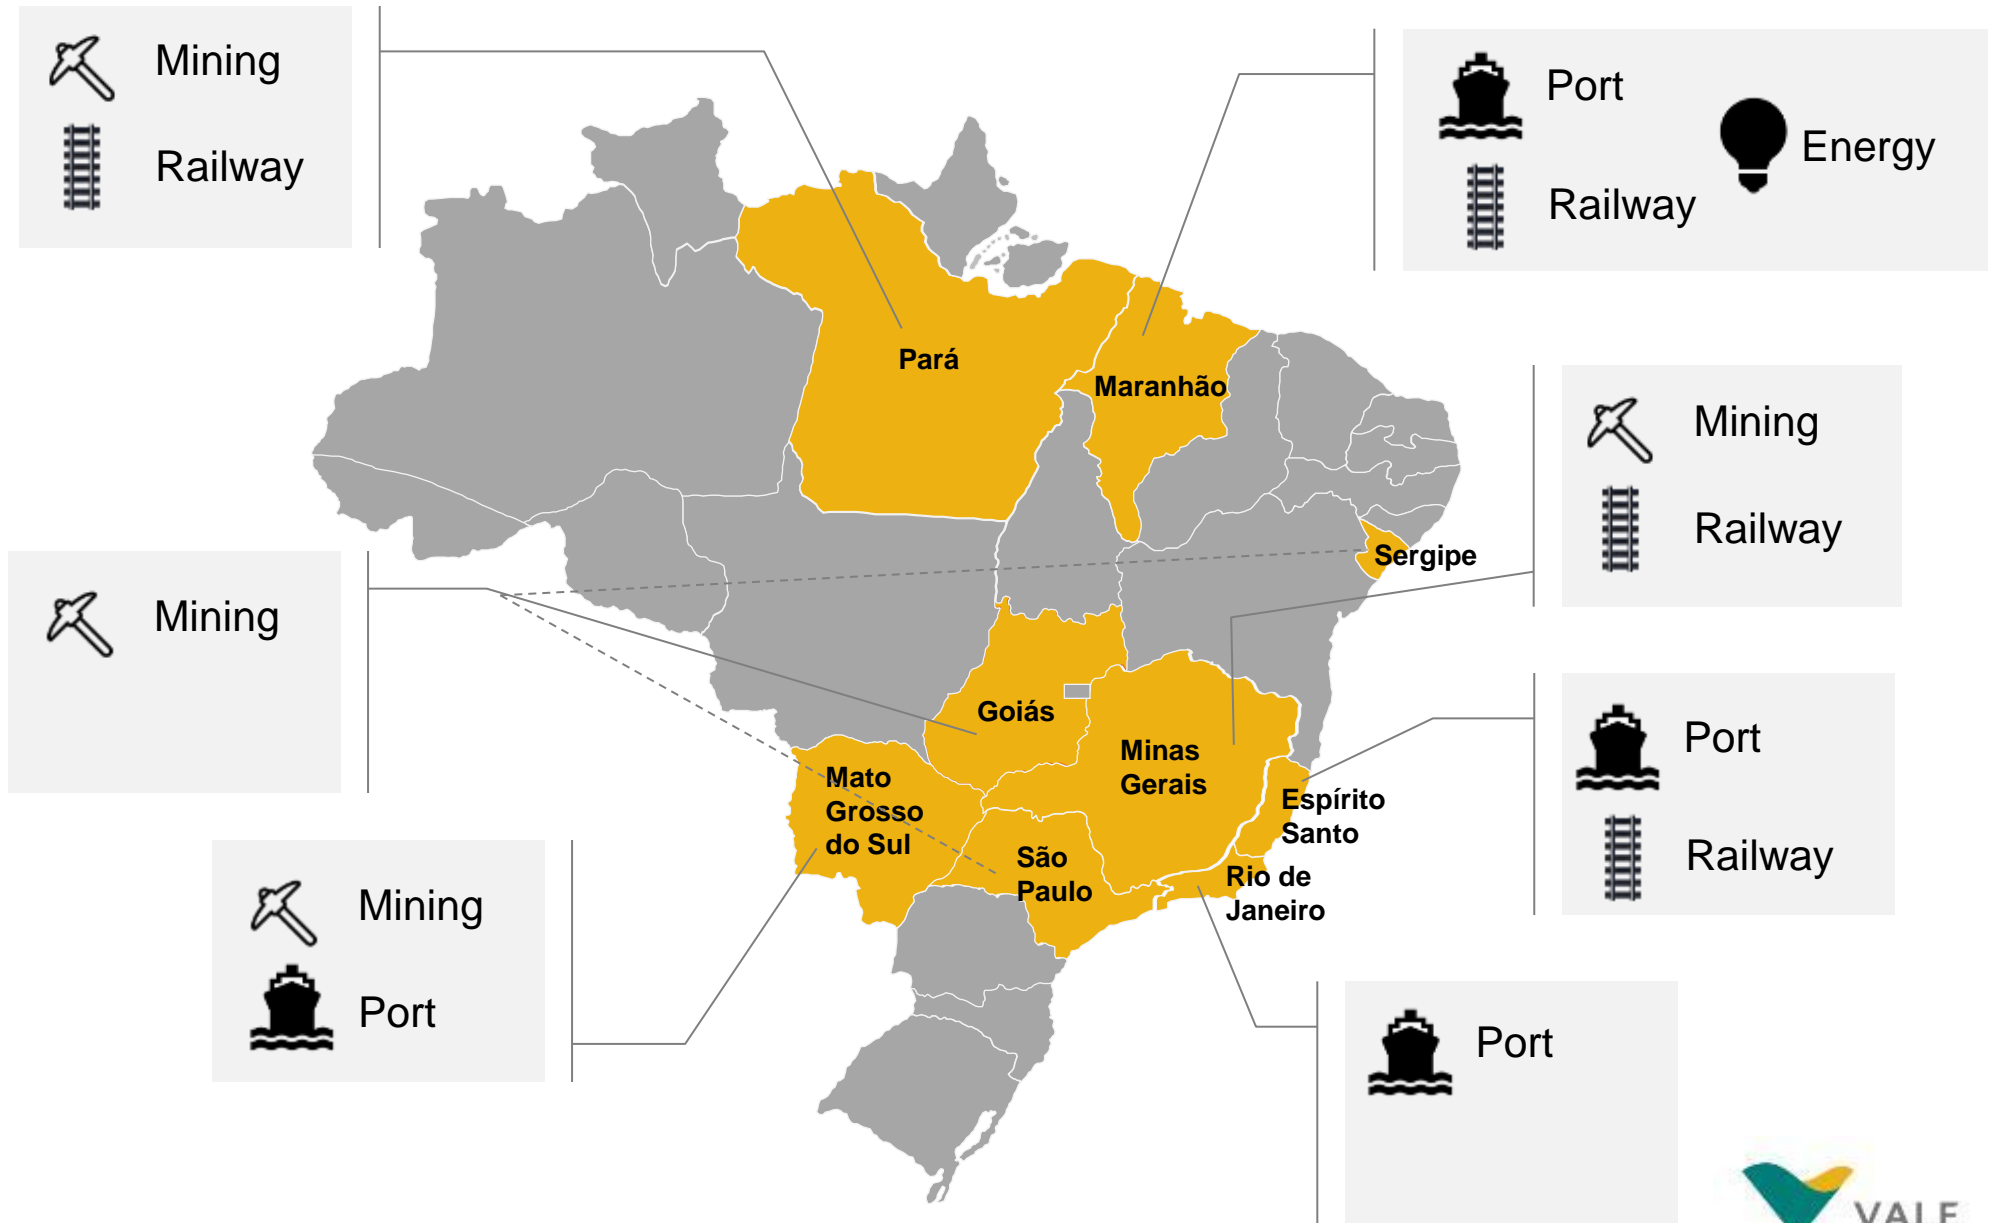 Mining
Railway
Port
Energy
Railway
Pará
Maranhão
Mining
Railway
Sergipe
Mining
Goiás
Minas
Gerais
Mato
Grosso
do Sul
Port
Railway
Espírito
Santo
São
Paulo
Rio de
Janeiro
Mining
Port
Port
VALE